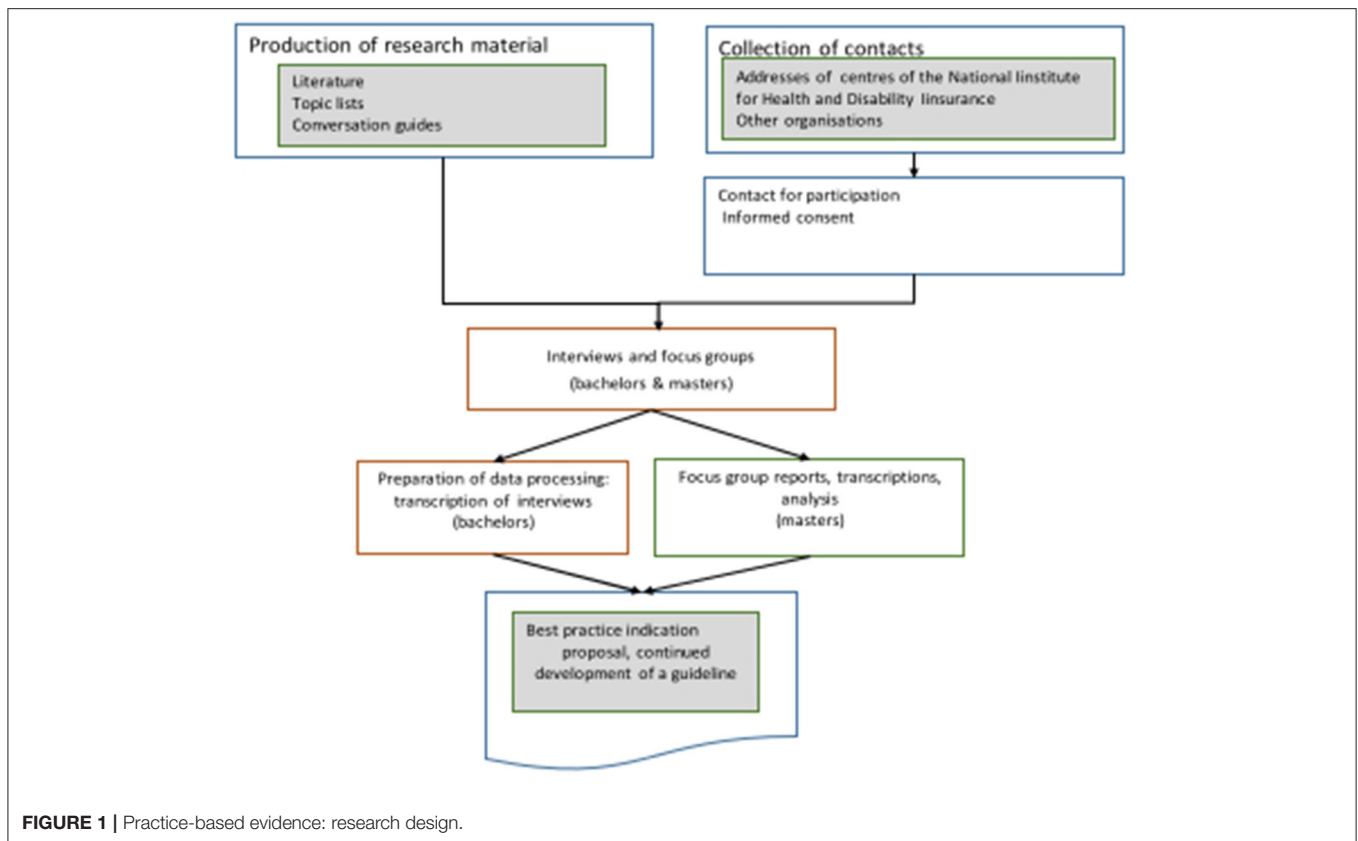 Production of research material
Literature
Topic lists
Conversation guides
Collection of contacts
Addresses of centres of the National Iinstitute
for Health and Disability Iinsurance
Other organisations
Contact for participation
Informed consent
Interviews and focus groups
(bachelors & masters)
Preparation of data processing:
transcription of interviews
(bachelors)
Focus group reports, transcriptions,
analysis
(masters)
Best practice indication
proposal, continued
development of a guideline
FIGURE 1 | Practice-based evidence: research design.